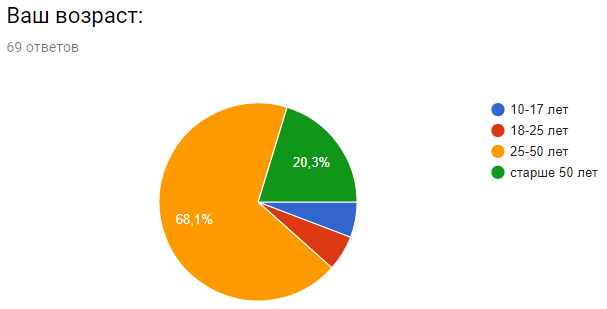 Ваш возраст:
69 ответов
10-17 лет
18-25 лет
25-50 лет
старше 50 лет
20,3%
68,1%